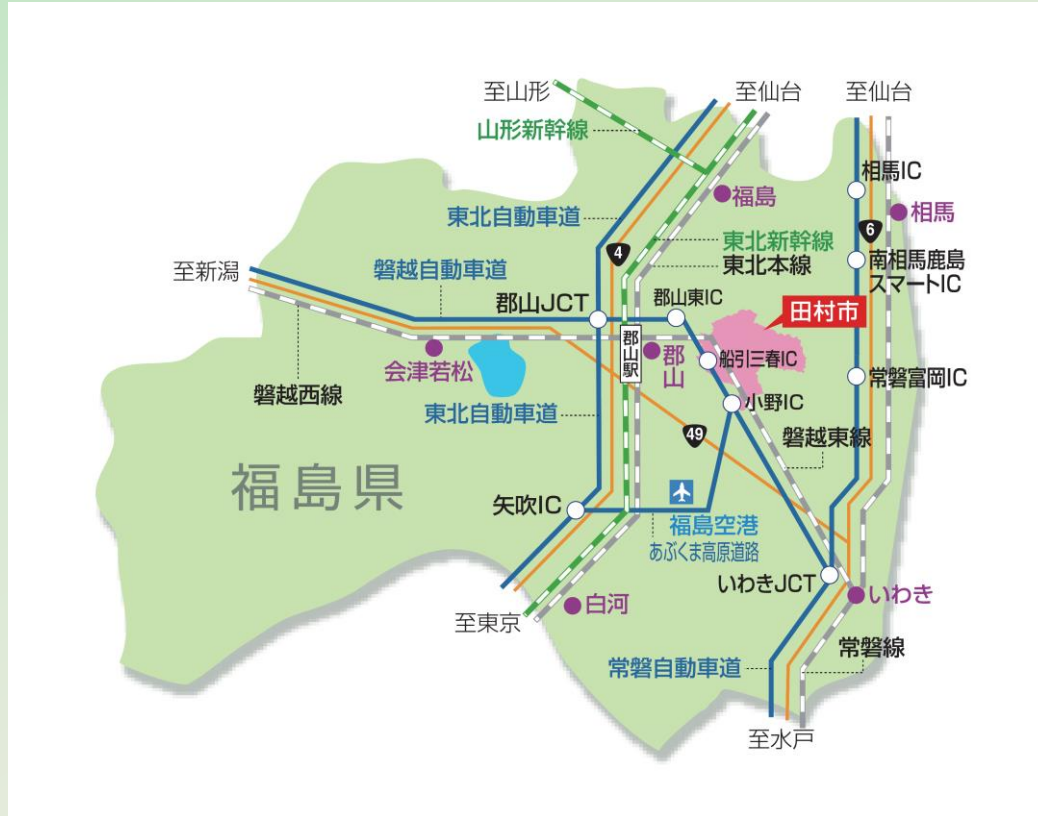 至山形
至仙台
至仙台
山形新幹線
相馬IC
福島
相馬
東北自動車道
6
東北新幹線
4
東北本線
南相馬鹿島
スマートIC
至新潟
磐越自動車道
郡山JCT
郡山東IC
田村市
郡山駅
郡山
船引三春IC
会津若松
常磐富岡IC
磐越西線
東北自動車道
小野IC
49
磐越東線
福島県
矢吹IC
福島空港
あぶくま高原道路
いわきJCT
いわき
白河
至東京
常磐線
常磐自動車道
至水戸